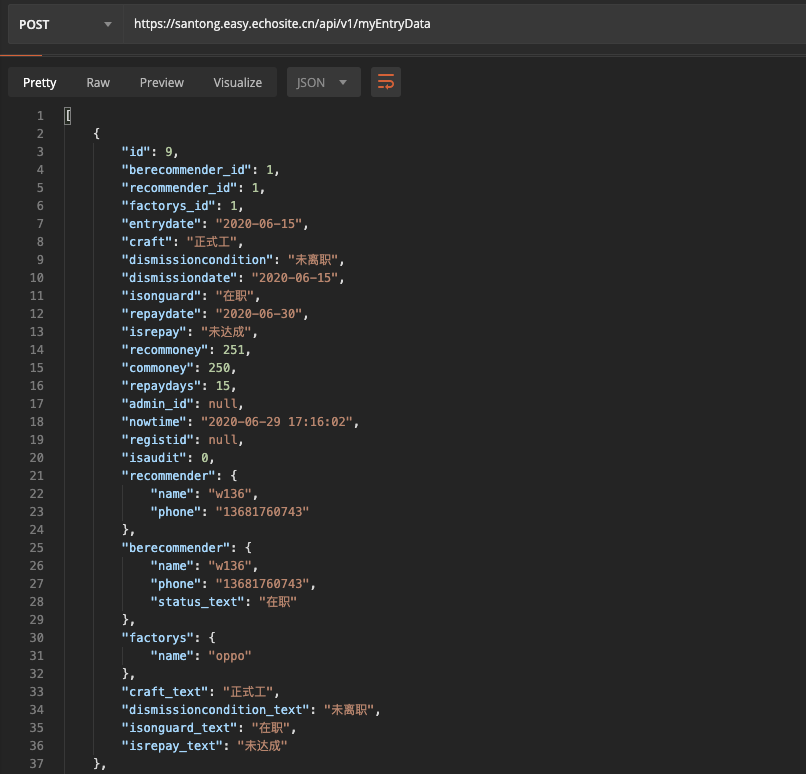 POST https://santong.easy.echosite.cn/api/v1/myEntryData
Pretty Raw Preview Visualize JSON
1 [
2 {
3 "id": 9,
4 "berecommender_id": 1,
5 "recommender_id": 1,
6 "factorys_id": 1,
7 "entrydate": "2020-06-15",
8 "craft": "正式工",
9 "dismissioncondition": "未离职",
10 "dismissiondate": "2020-06-15",
11 "isonguard": "在职",
12 "repaydate": "2020-06-30",
13 "isrepay": "未达成",
14 "recommoney": 251,
15 "commoney": 250,
16 "repaydays": 15,
17 "admin_id": null,
18 "nowtime": "2020-06-29 17:16:02",
19 "registid": null,
20 "isaudit": 0,
21 "recommender": {
22 "name": "w136",
23 "phone": "13681760743"
24 },
25 "berecommender": {
26 "name": "w136",
27 "phone": "13681760743",
28 "status_text": "在职"
29 },
30 "factorys": {
31 "name": "oppo"
32 },
33 "craft_text": "正式工",
34 "dismissioncondition_text": "未离职",
35 "isonguard_text": "在职",
36 "isrepay_text": "未达成"
37 },